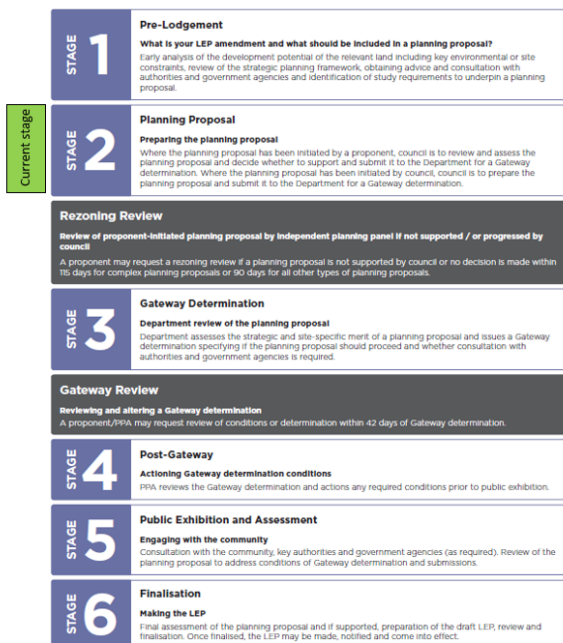 Current stage
STAGE 1
Pre-Lodgement
What is your LEP amendment and what should be included in a planning proposal?
Early analysis of the development potential of the relevant land including key environmental or site
constraints, review of the strategic planning framework, obtaining advice and consultation with
authorities and government agencies and identification of study requirements to underpin a planning
proposal.
STAGE 2
Planning Proposal
Preparing the planning proposal
Where the planning proposal has been initiated by a proponent, council is to review and assess the
planning proposal and decide whether to support and submit it to the Department for a Gateway
determination. Where the planning proposal has been initiated by council, council is to prepare the
planning proposal and submit it to the Department for a Gateway determination.
Rezoning Review
Review of proponent-initiated planning proposal by independent planning panel if not supported / or progressed by
council
A proponent may request a rezoning review if a planning proposal is not supported by council or no decision is made within
115 days for complex planning proposals or 90 days for all other types of planning proposals.
STAGE 3
Gateway Determination
Department review of the planning proposal
Department assesses the strategic and site-specific merit of a planning proposal and issues a Gateway
determination specifying if the planning proposal should proceed and whether consultation with
authorities and government agencies is required.
Gateway Review
Reviewing and altering a Gateway determination
A proponent/PPA may request review of conditions or determination within 42 days of Gateway determination.
STAGE 4
Post-Gateway
Actioning Gateway determination conditions
PPA reviews the Gateway determination and actions any required conditions prior to public exhibition.
STAGE 5
Public Exhibition and Assessment
Engaging with the community
Consultation with the community, key authorities and government agencies (as required). Review of the
planning proposal to address conditions of Gateway determination and submissions.
STAGE 6
Finalisation
Making the LEP
Final assessment of the planning proposal and if supported, preparation of the draft LEP, review and
finalisation. Once finalised, the LEP may be made, notified and come into effect.